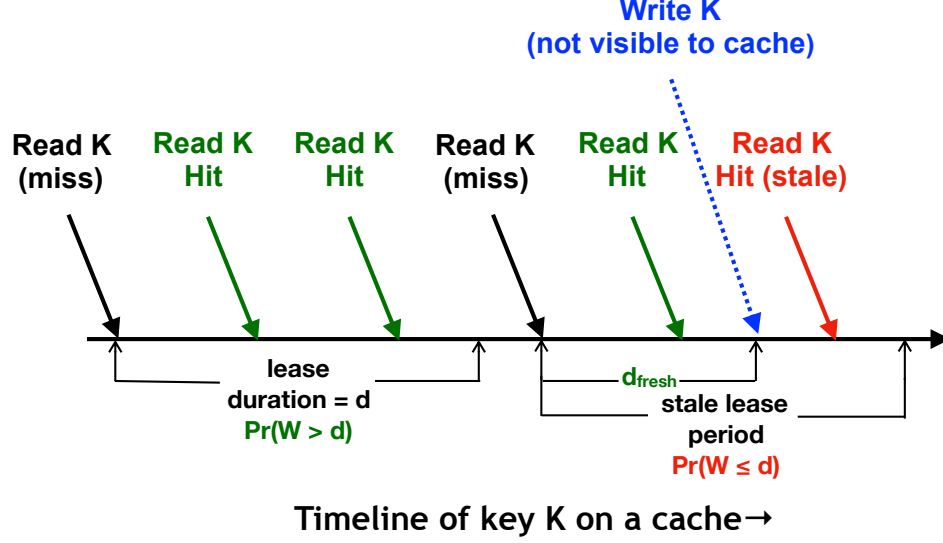 Write K
(not visible to cache)
Read K
(miss)
Read K
Hit
Read K
Hit
Read K
(miss)
Read K
Hit
Read K
Hit (stale)
lease
duration = d
Pr(W > d)
dfresh
stale lease
period
Pr(W ≤ d)
Timeline of key K on a cache→